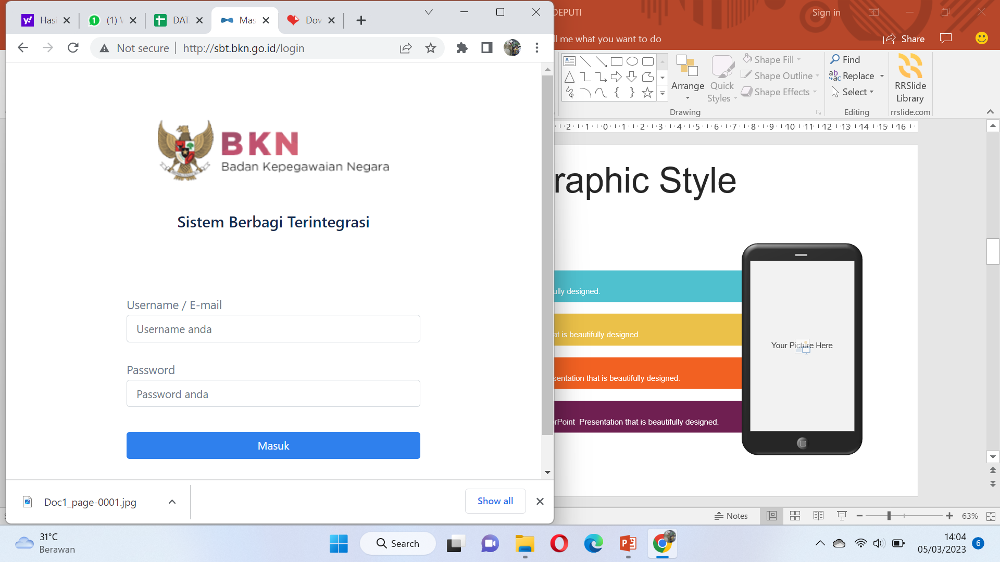 Hasi
(1) W
DAT
Mas
Dov
Not secure
http://sbt.bkn.go.id/login
BKN
Badan Kepegawaian Negara
Sistem Berbagi Terintegrasi
Username / E-mail
Username anda
Password
Password anda
Masuk
Doc1_page-0001.jpg
Show all
DEPUTI
Sign in
ll me what you want to do
Share
Arrange
Quick
Styles
Shape Fill
Shape Outline
Shape Effects
Drawing
Find
Replace
Select
Editing
RRSlide
Library
rrslide.com
2 1 0 1 2 3 4 5 6 7 8 9 10 11 12 13 14 15 16
raphic Style
ully designed.
at is beautifully designed.
sentation that is beautifully designed.
erPoint  Presentation that is beautifully designed.
Your Picture Here
Notes
63%
31°C
Berawan
Search
14:04
05/03/2023
6